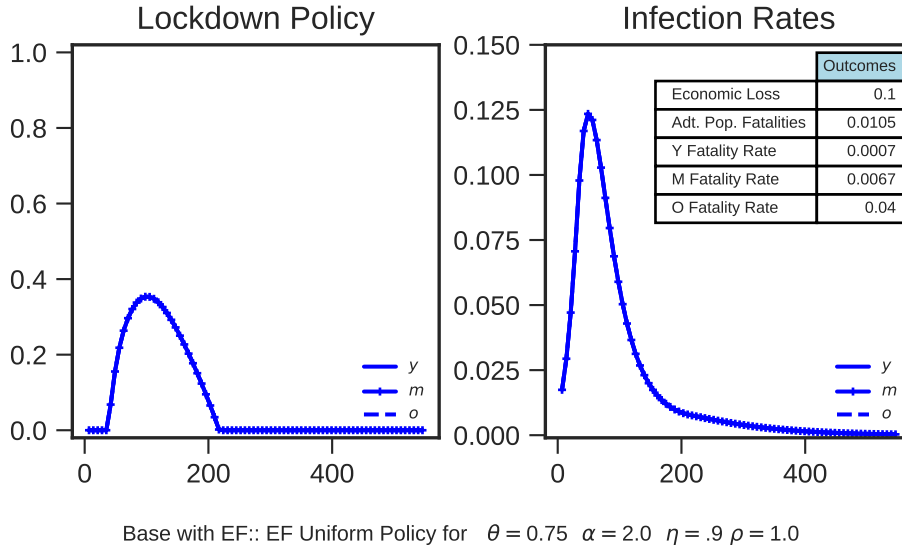 Lockdown Policy
1.0
0.8
0.6
0.4
0.2
0.0
0 200 400
y
m
o
Infection Rates
0.150
0.125
0.100
0.075
0.050
0.025
0.000
0 200 400
Outcomes
Economic Loss 0.1
Adt. Pop. Fatalities 0.0105
Y Fatality Rate 0.0007
M Fatality Rate 0.0067
O Fatality Rate 0.04
y
m
o
Base with EF:: EF Uniform Policy for θ = 0.75 α = 2.0 η = .9 ρ = 1.0